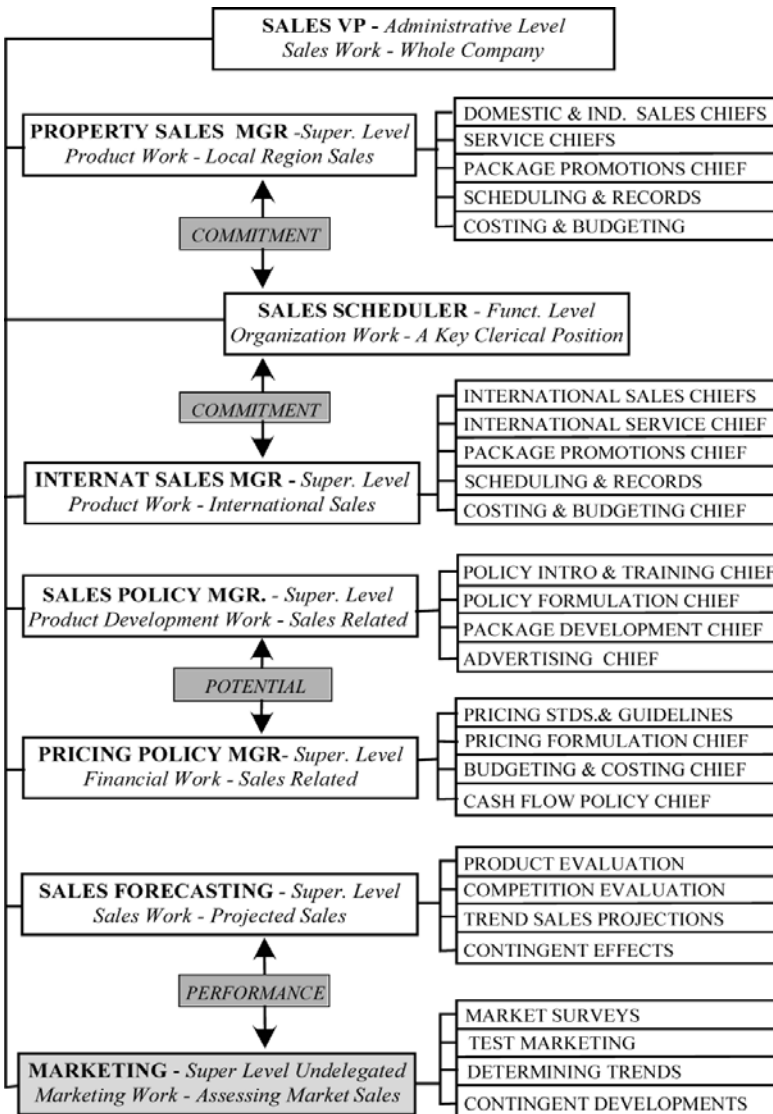 SALES VP - Administrative Level
Sales Work - Whole Company
PROPERTY SALES MGR -Super. Level
Product Work - Local Region Sales
DOMESTIC & IND. SALES CHIEFS
SERVICE CHIEFS
PACKAGE PROMOTIONS CHIEF
SCHEDULING & RECORDS
COSTING & BUDGETING
COMMITMENT
SALES SCHEDULER - Funct. Level
Organization Work - A Key Clerical Position
COMMITMENT
INTERNAT SALES MGR - Super. Level
Product Work - International Sales
INTERNATIONAL SALES CHIEFS
INTERNATIONAL SERVICE CHIEF
PACKAGE PROMOTIONS CHIEF
SCHEDULING & RECORDS
COSTING & BUDGETING CHIEF
SALES POLICY MGR. - Super. Level
Product Development Work - Sales Related
POLICY INTRO & TRAINING CHIEF
POLICY FORMULATION CHIEF
PACKAGE DEVELOPMENT CHIEF
ADVERTISING CHIEF
POTENTIAL
PRICING POLICY MGR- Super. Level
Financial Work - Sales Related
PRICING STDS.& GUIDELINES
PRICING FORMULATION CHIEF
BUDGETING & COSTING CHIEF
CASH FLOW POLICY CHIEF
SALES FORECASTING - Super. Level
Sales Work - Projected Sales
PRODUCT EVALUATION
COMPETITION EVALUATION
TREND SALES PROJECTIONS
CONTINGENT EFFECTS
PERFORMANCE
MARKETING - Super Level Undelegated
Marketing Work - Assessing Market Sales
MARKET SURVEYS
TEST MARKETING
DETERMINING TRENDS
CONTINGENT DEVELOPMENTS